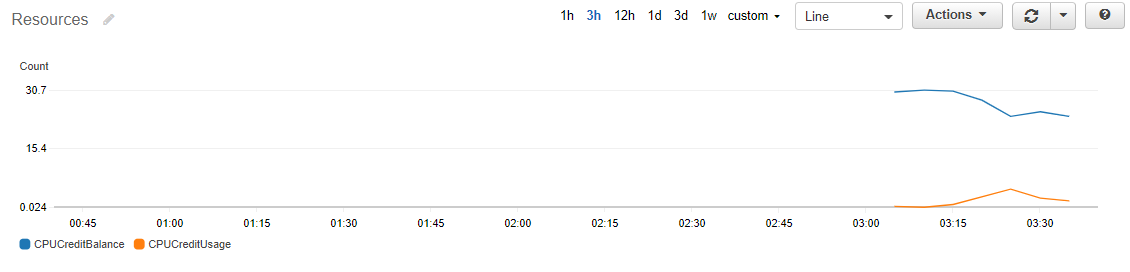 Resources 1h 3h 12h 1d 3d 1w custom Line Actions
Count
30.7
15.4
0.024
00:45 01:00 01:15 01:30 01:45 02:00 02:15 02:30 02:45 03:00 03:15 03:30
CPUCreditBalance CPUCreditUsage